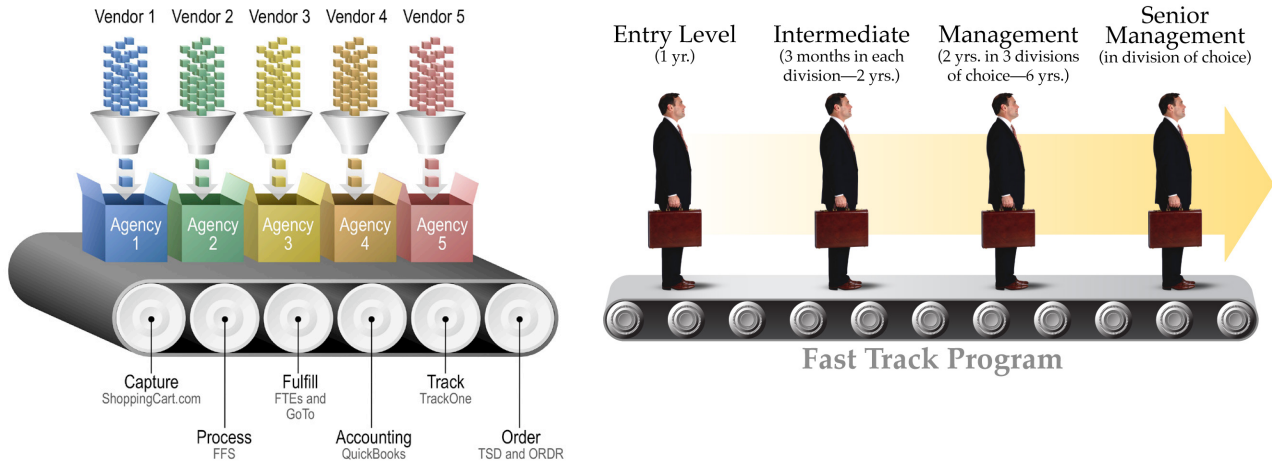 Vendor 1
Vendor 2
Vendor 3
Vendor 4
Vendor 5
Agency
1
Agency
2
Agency
3
Agency
4
Agency
5
Capture
ShoppingCart.com
Process
FFS
Fulfill
FTEs and
GoTo
Accounting
QuickBooks
Track
TrackOne
Order
TSD and ORDR
Entry Level
(1 yr.)
Intermediate
(3 months in each
division—2 yrs.)
Management
(2 yrs. in 3 divisions
of choice—6 yrs.)
Senior
Management
(in division of choice)
Fast Track Program